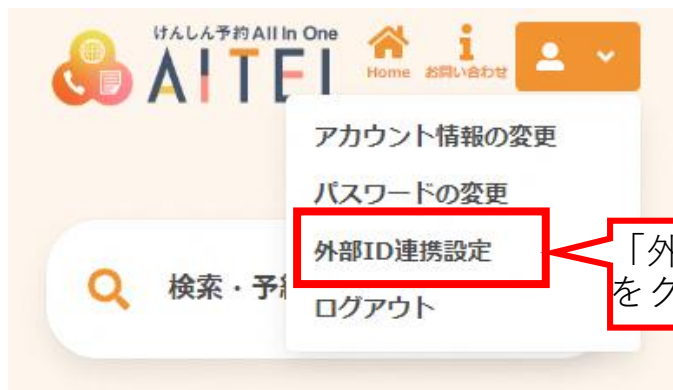 けんしん予約 All In One
AITEL
Home お問い合わせ
アカウント情報の変更
パスワードの変更
外部ID連携設定
ログアウト
検索・予
「外
をク